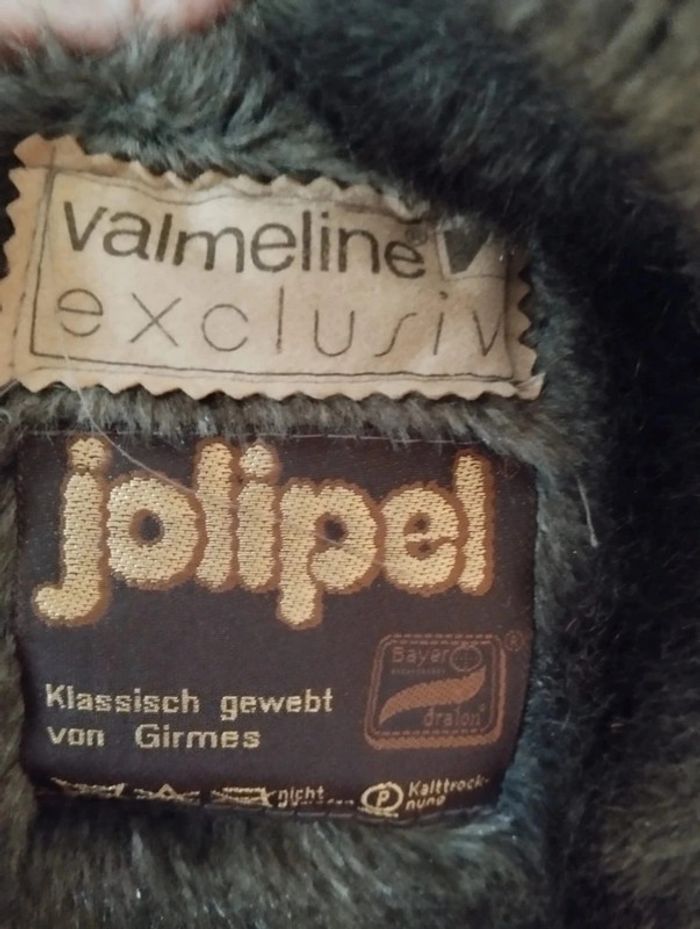 valmeline
exclusiv
jolipel
®
Bayer
dralon®
Klassisch gewebt
von Girmes
nicht
P Kalttrock-
nung